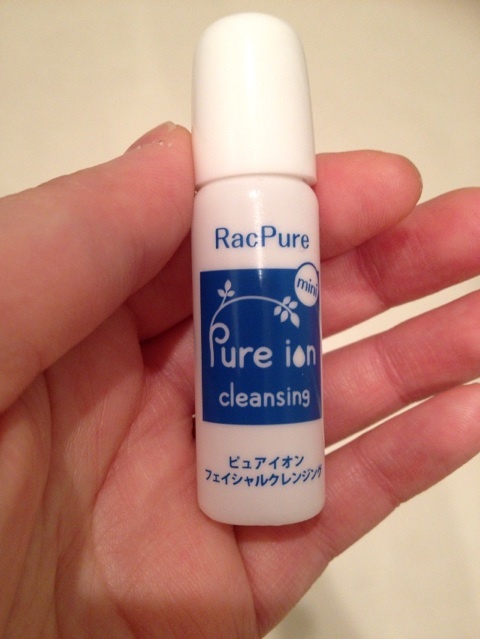 RacPure
mini
Pure ion
cleansing
ピュアイオン
フェイシャルクレンジング